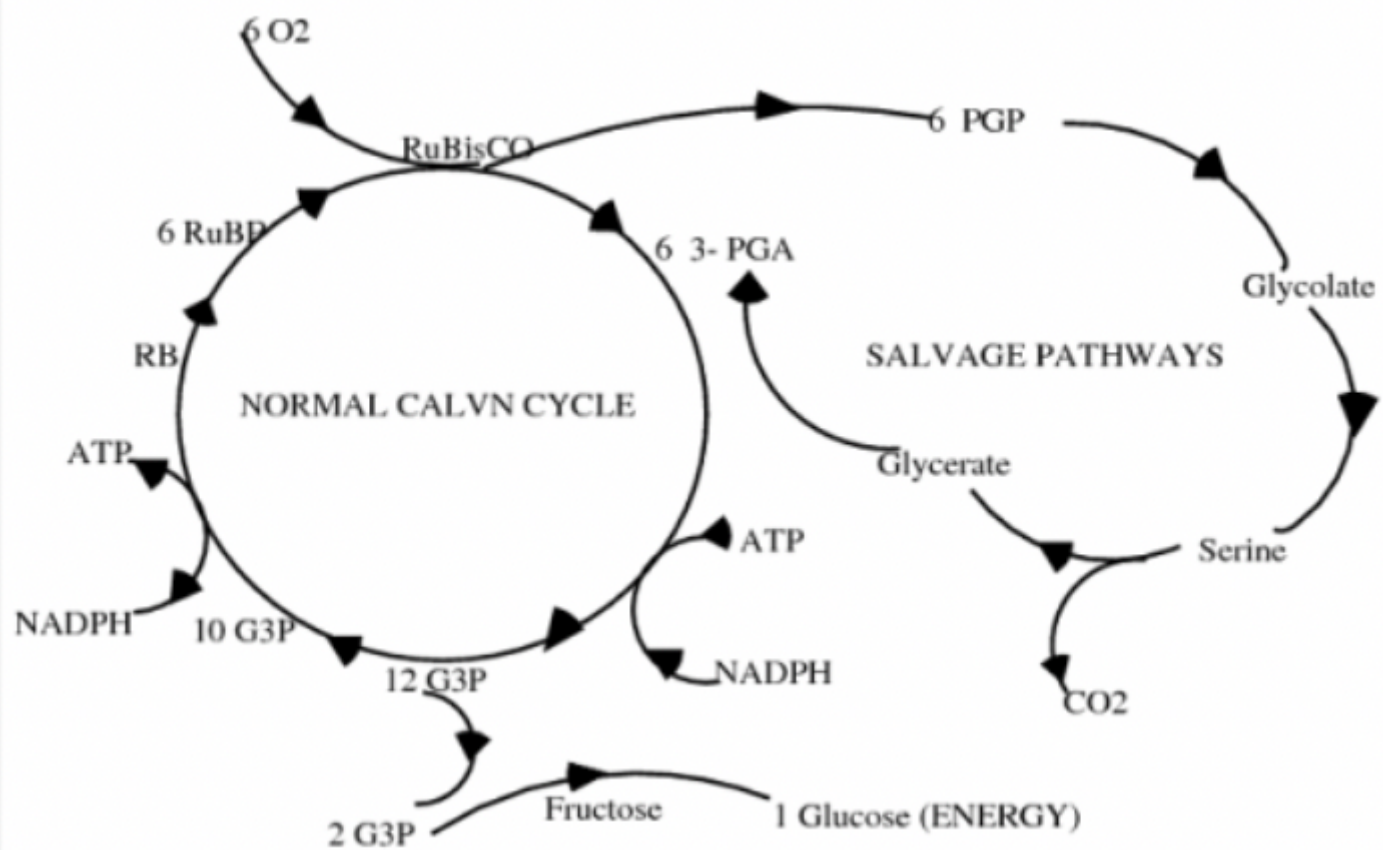 6 O2
RuBisCO
6 PGP
6 RuBP
6 3- PGA
Glycolate
RB
SALVAGE PATHWAYS
NORMAL CALVN CYCLE
ATP
Glycerate
ATP
Serine
NADPH
10 G3P
NADPH
12 G3P
CO2
Fructose
1 Glucose (ENERGY)
2 G3P